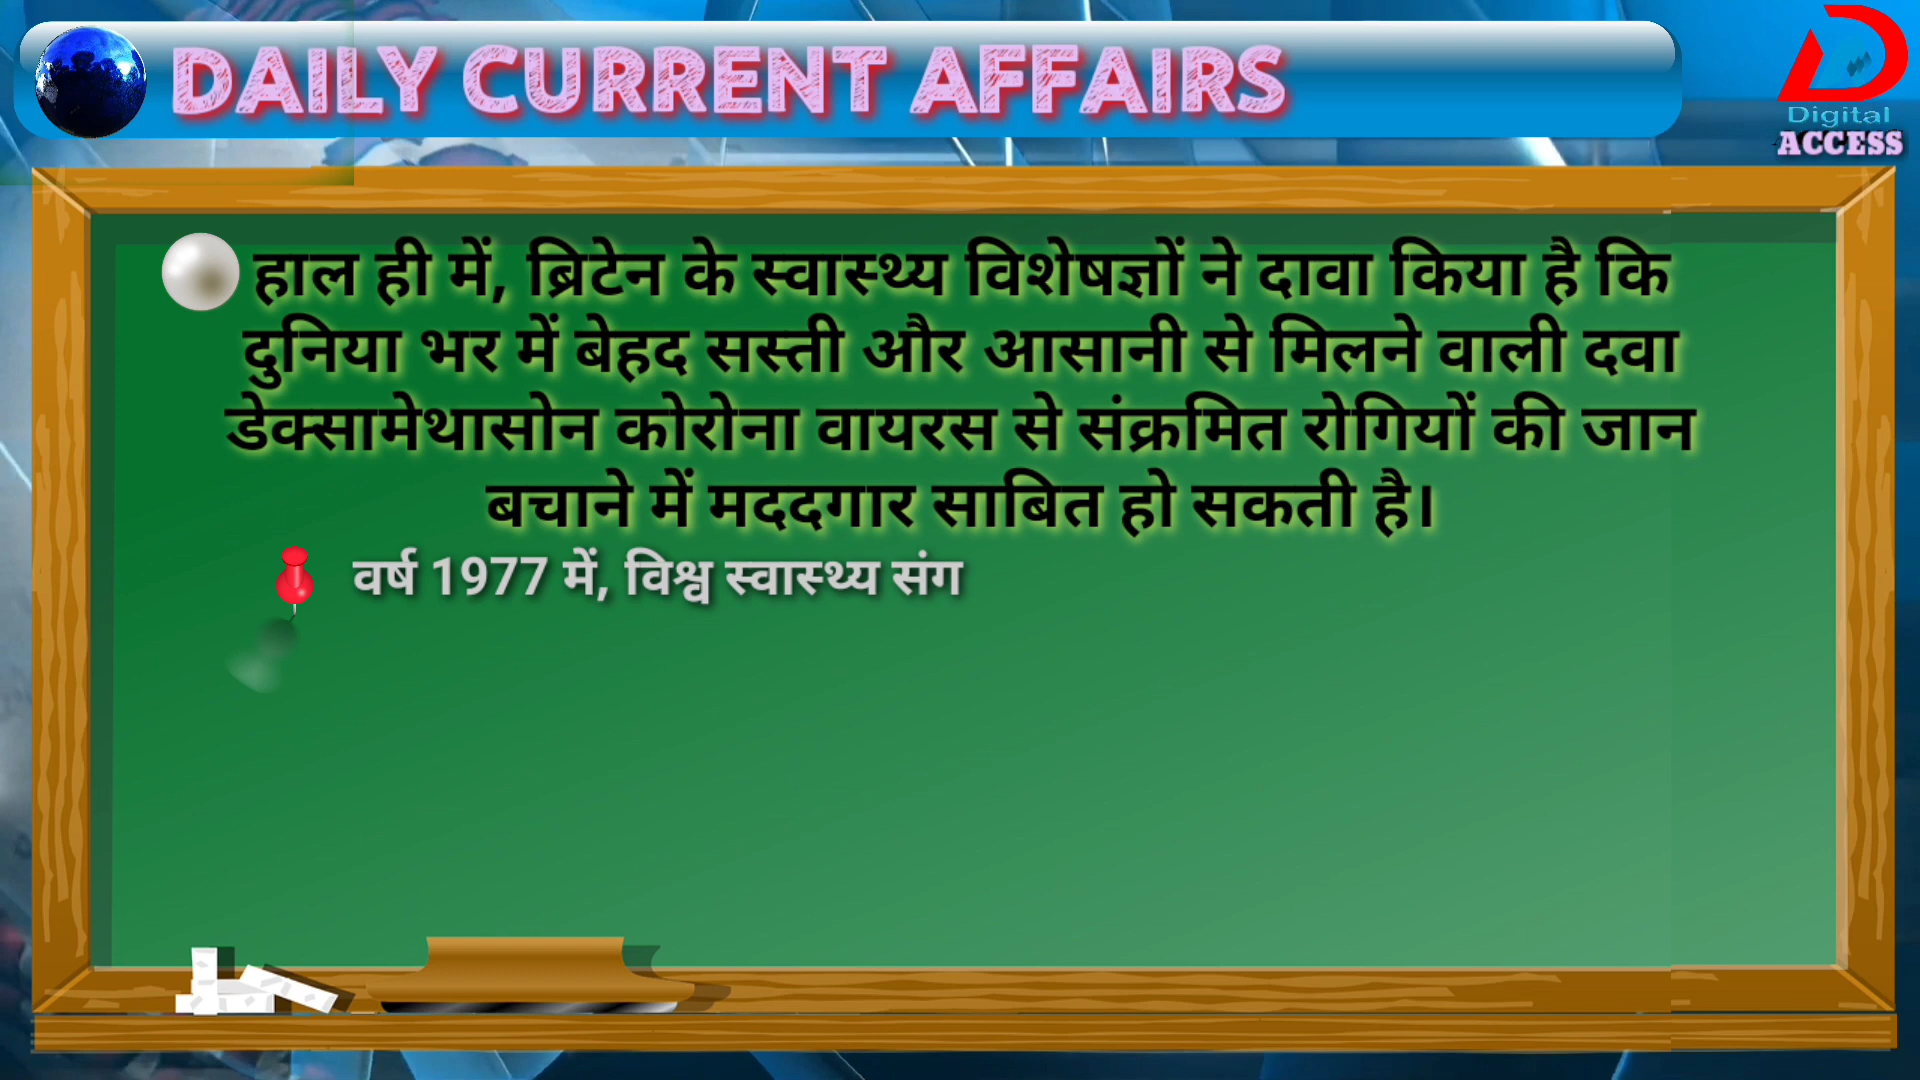 DAILY CURRENT AFFAIRS
Digital
ACCESS
हाल ही में, ब्रिटेन के स्वास्थ्य विशेषज्ञों ने दावा किया है कि
दुनिया भर में बेहद सस्ती और आसानी से मिलने वाली दवा
डेक्सामेथासोन कोरोना वायरस से संक्रमित रोगियों की जान
बचाने में मददगार साबित हो सकती है।
वर्ष 1977 में, विश्व स्वास्थ्य संग